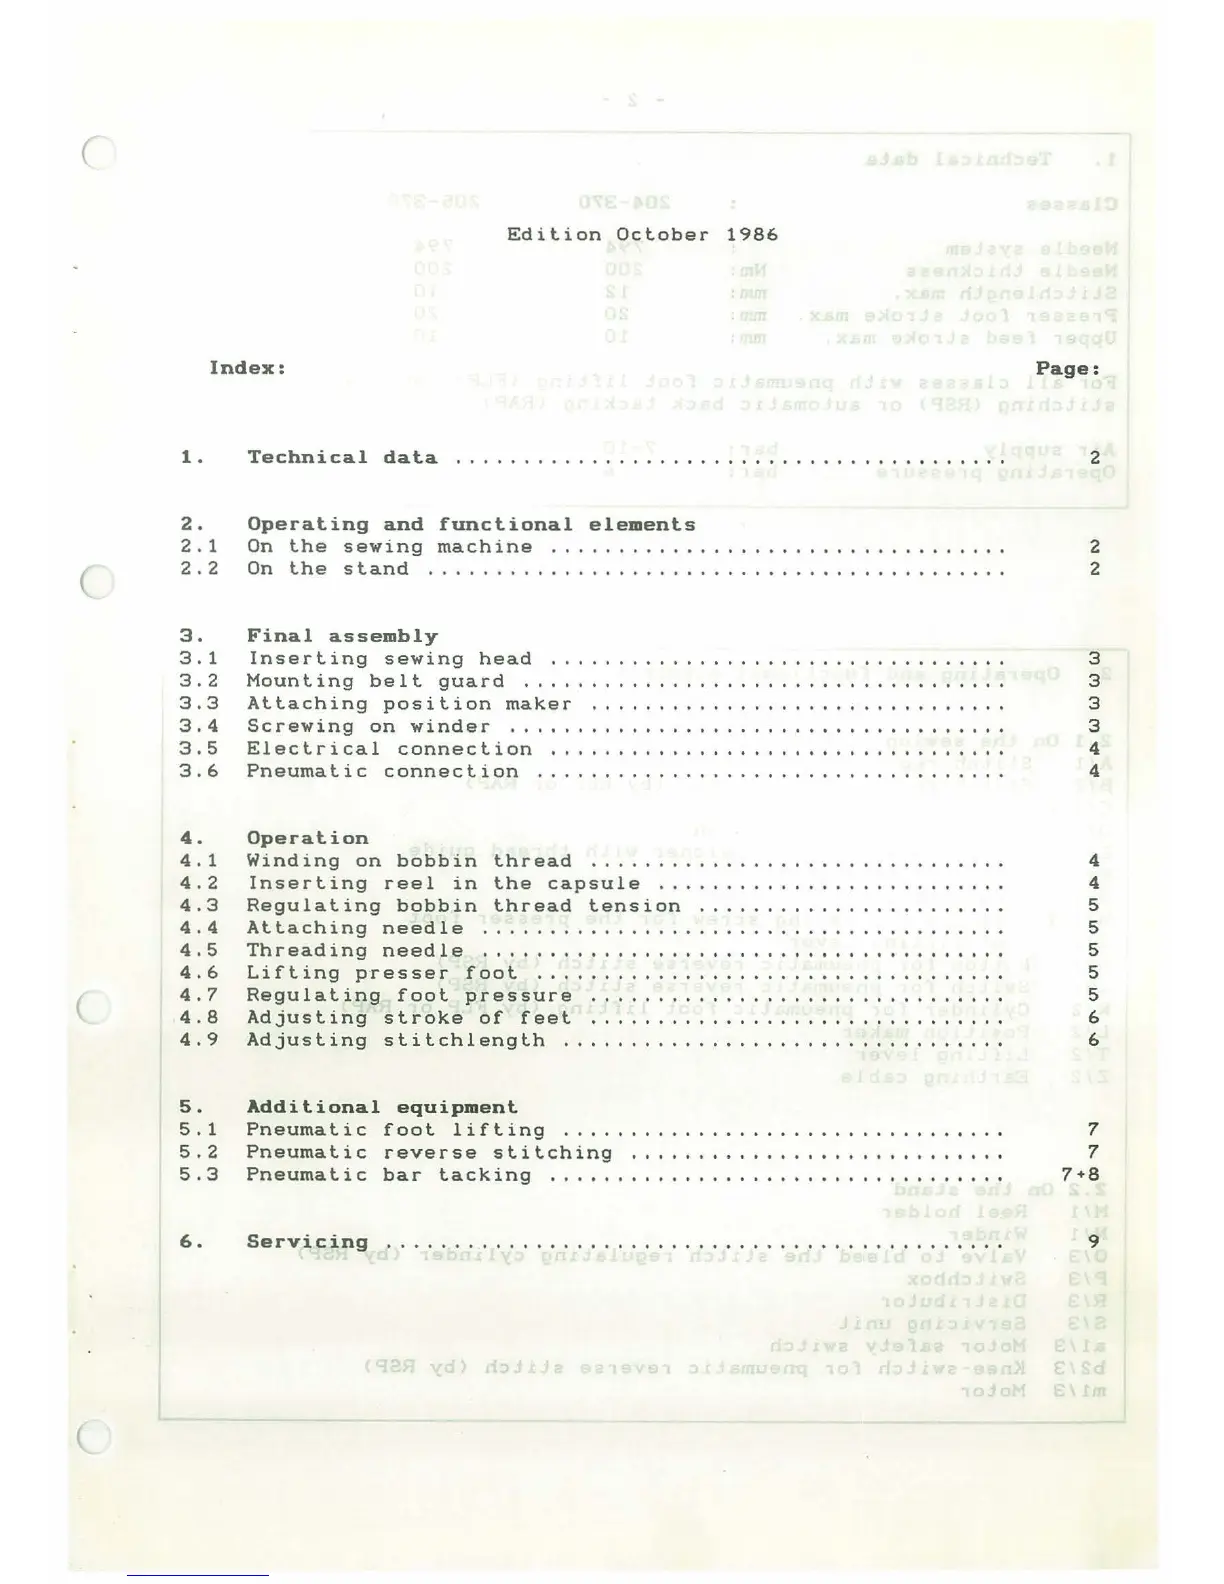 Edition October 1986
Index: Page:
1. Technical data ........................................ 2
2. Operating and functional elements
2.1 On the sewing machine .................................. 2
2.2 On the stand ........................................... 2
3. Final assembly
3.1 Inserting sewing head .................................. 3
3.2 Mounting belt guard .................................... 3
3.3 Attaching position maker ............................... 3
3.4 Screwing on winder ..................................... 3
3.5 Electrical connection .................................. 4
3.6 Pneumatic connection ................................... 4
4. Operation
4.1 Winding on bobbin thread ............................... 4
4.2 Inserting reel in the capsule .......................... 4
4.3 Regulating bobbin thread tension ....................... 5
4.4 Attaching needle ....................................... 5
4.5 Threading needle ....................................... 5
4.6 Lifting presser foot ................................... 5
4.7 Regulating foot pressure ............................... 5
4.8 Adjusting stroke of feet ............................... 6
4.9 Adjusting stitchlength ................................. 6
5. Additional equipment
5.1 Pneumatic foot lifting ................................. 7
5.2 Pneumatic reverse stitching ............................ 7
5.3 Pneumatic bar tacking .................................. 7+8
6. Servicing .............................................. 9